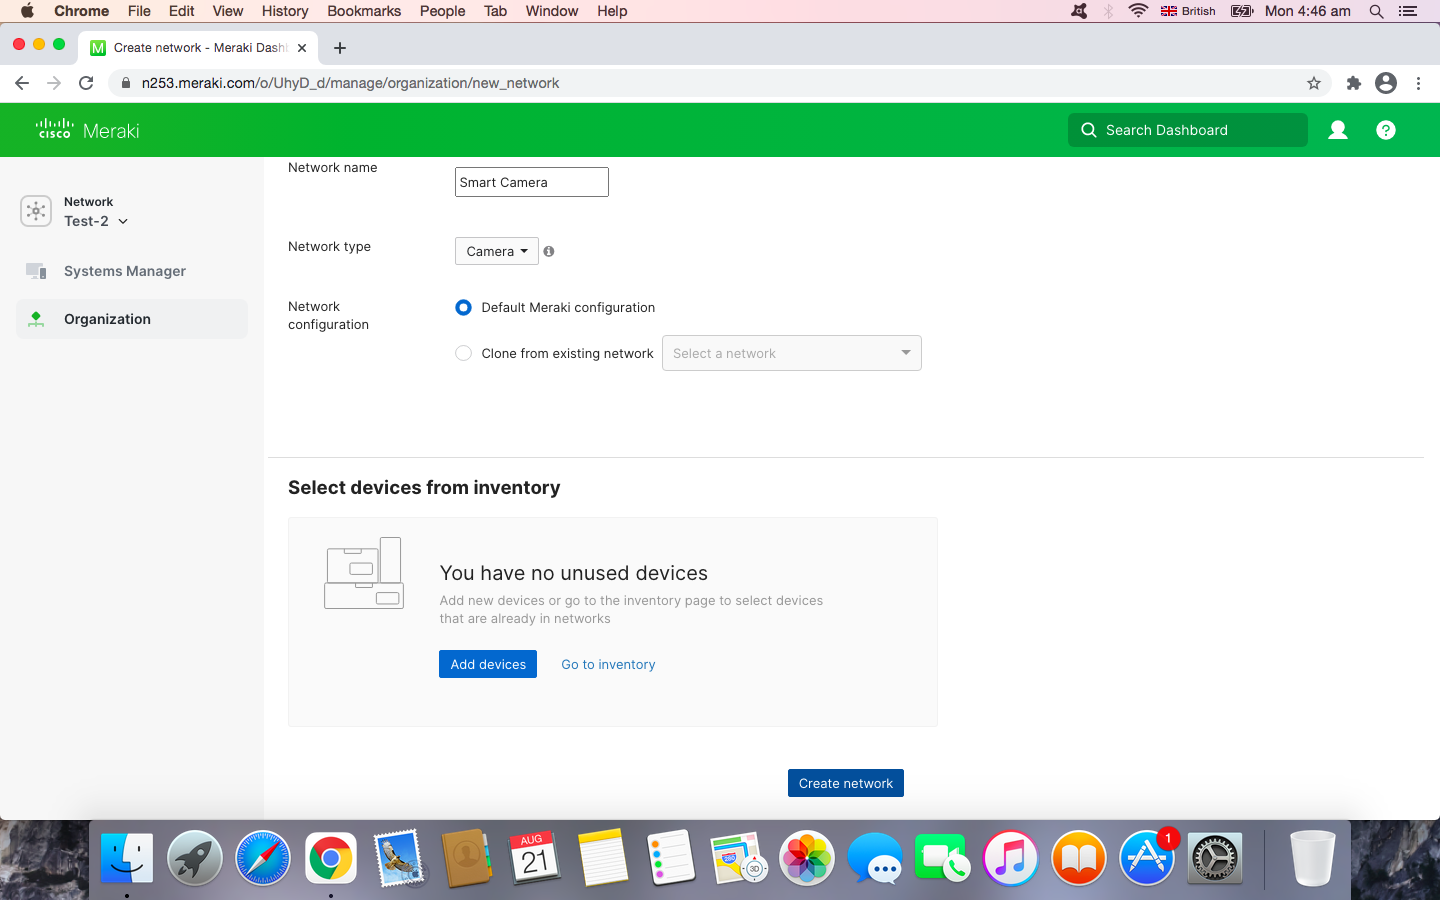 Chrome File Edit View History Bookmarks People Tab Window Help British Mon 4:46 am
Create network - Meraki Dash
n253.meraki.com/o/UhyD_d/manage/organization/new_network
cisco Meraki
Search Dashboard
Network
Test-2
Systems Manager
Organization
Network name
Smart Camera
Network type
Camera
Network
configuration
Default Meraki configuration
Clone from existing network
Select a network
Select devices from inventory
You have no unused devices
Add new devices or go to the inventory page to select devices
that are already in networks
Add devices
Go to inventory
Create network
AUG
21
280
3D
1